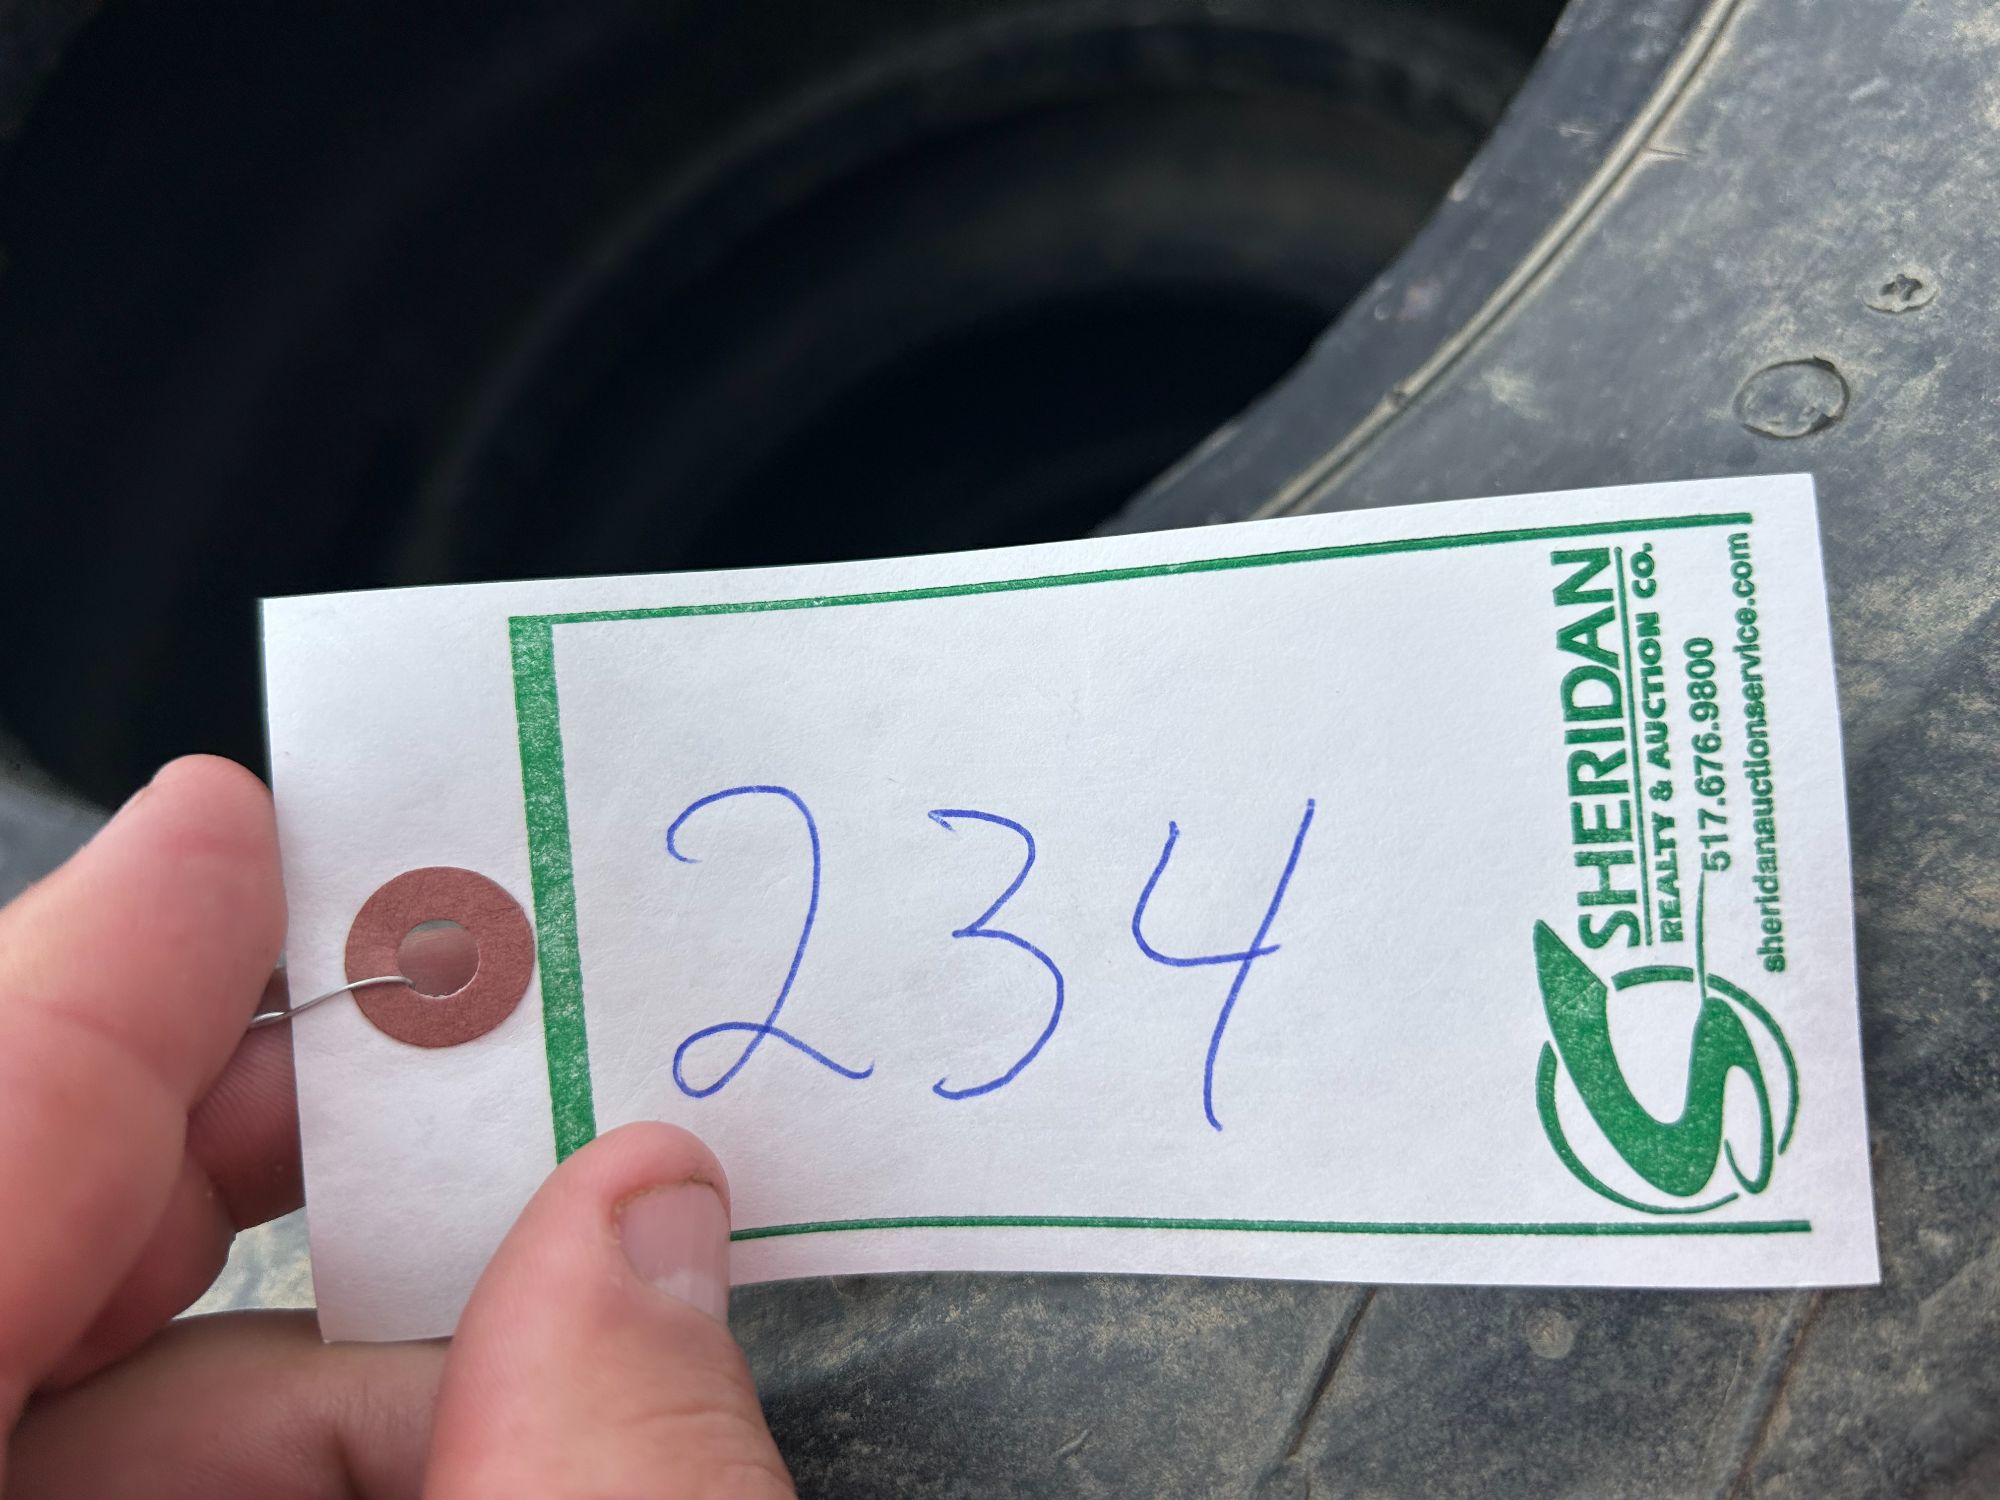 234
SHERIDAN
REALTY & AUCTION CO.
517.676.9800
sheridanauctionservice.com